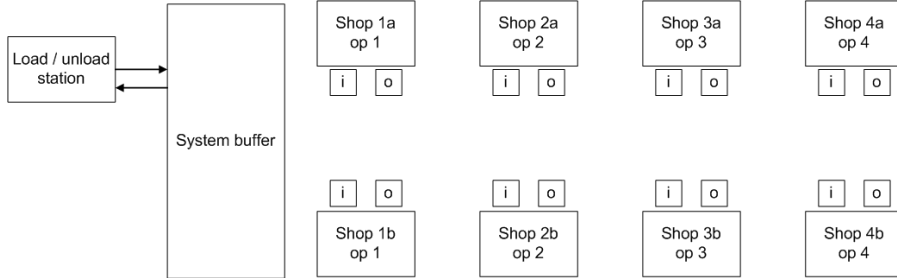 Shop 1a
op 1
Shop 2a
op 2
Shop 3a
op 3
Shop 4a
op 4
Load / unload
station
i
o
i
o
i
o
i
o
System buffer
i
o
i
o
i
o
i
o
Shop 1b
op 1
Shop 2b
op 2
Shop 3b
op 3
Shop 4b
op 4